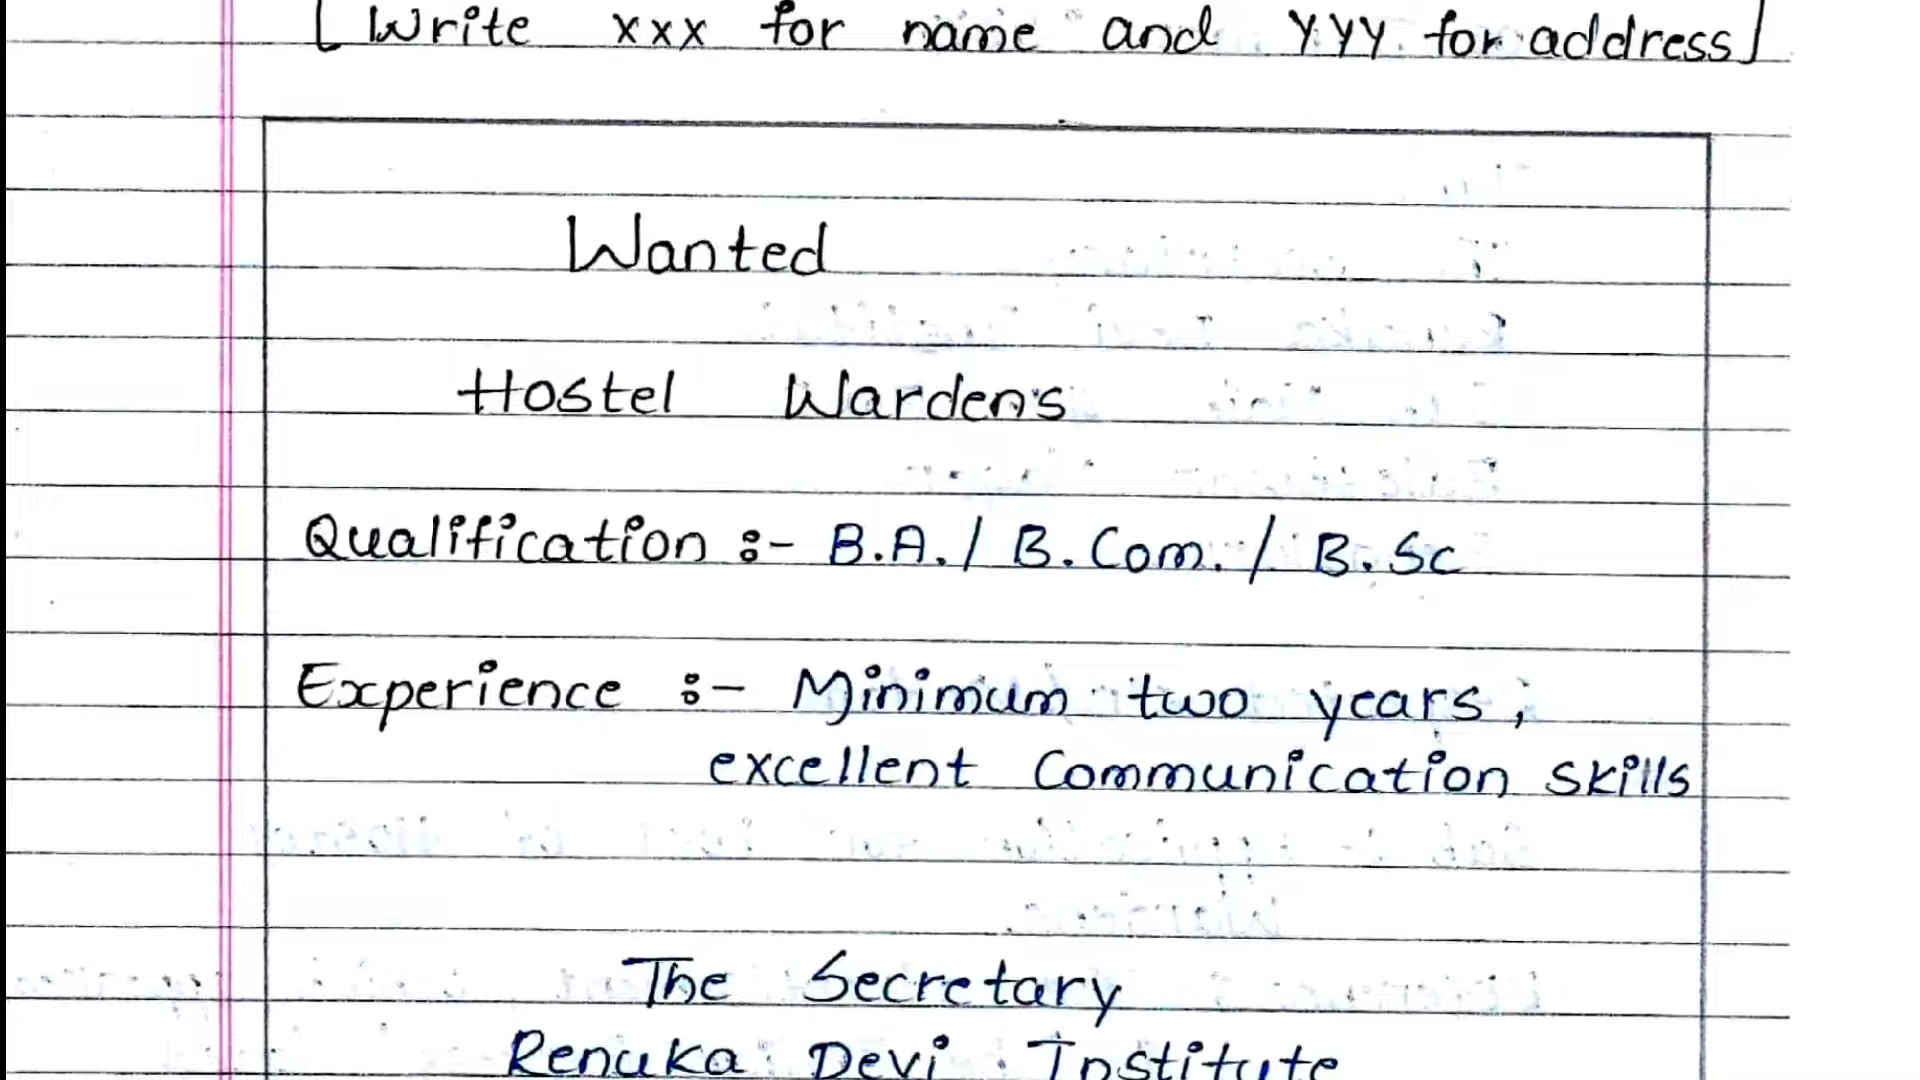 [Write xxx for name and YYY for address]
Wanted
Hostel Wardens
Qualification :- B.A. / B.Com. / B.Sc
Experience :- Minimum two years,
excellent Communication skills
The Secretary
Renuka Devi Institute